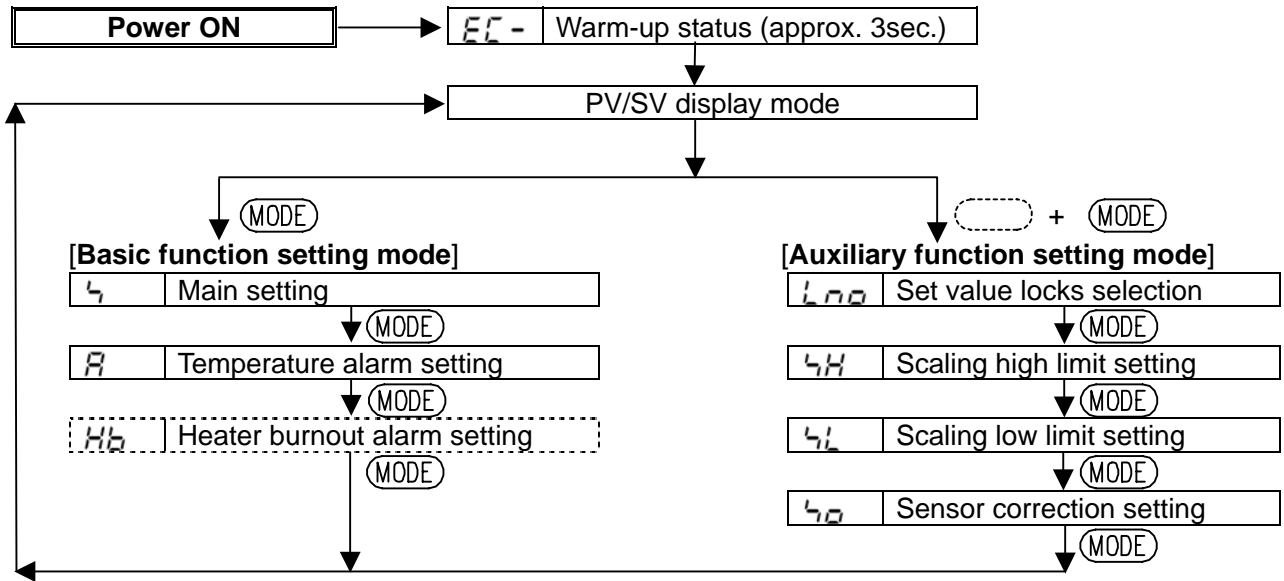 Power ON EC - Warm-up status (approx. 3sec.)
PV/SV display mode
MODE
+ MODE
[Basic function setting mode]
[Auxiliary function setting mode]
Main setting
Lno Set value locks selection
MODE
MODE
A Temperature alarm setting
SH Scaling high limit setting
MODE
MODE
Hb Heater burnout alarm setting
SL Scaling low limit setting
MODE
MODE
So Sensor correction setting
MODE